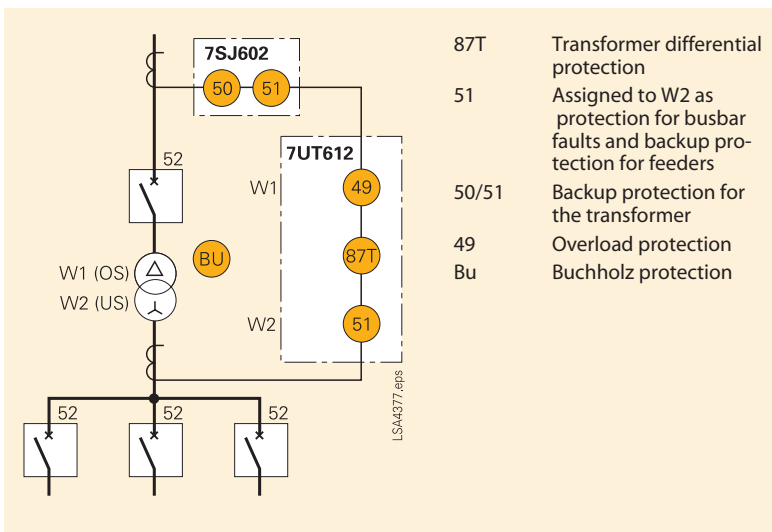 7SJ602
50 51
52
7UT612
W1 49
BU
87T
W1 (OS)
W2 (US)
W2 51
52 52 52
LSA4377.eps
87T Transformer differential
protection
51 Assigned to W2 as
protection for busbar
faults and backup pro-
tection for feeders
50/51 Backup protection for
the transformer
49 Overload protection
Bu Buchholz protection